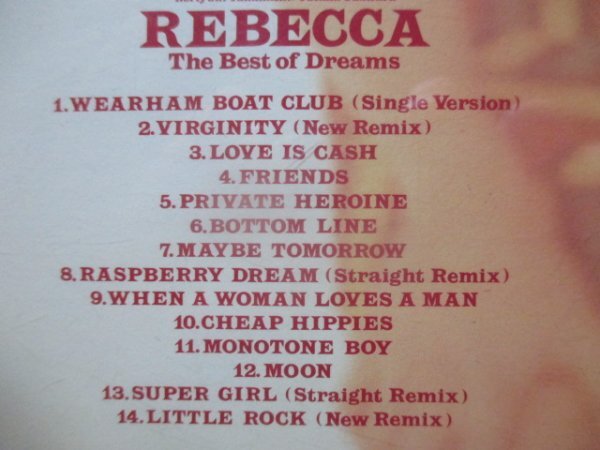 REBECCA
The Best of Dreams
1.WEARHAM BOAT CLUB (Single Version)
2.VIRGINITY (New Remix)
3.LOVE IS CASH
4.FRIENDS
5.PRIVATE HEROINE
6.BOTTOM LINE
7.MAYBE TOMORROW
8.RASPBERRY DREAM (Straight Remix)
9.WHEN A WOMAN LOVES A MAN
10.CHEAP HIPPIES
11.MONOTONE BOY
12.MOON
13.SUPER GIRL (Straight Remix)
14.LITTLE ROCK (New Remix)